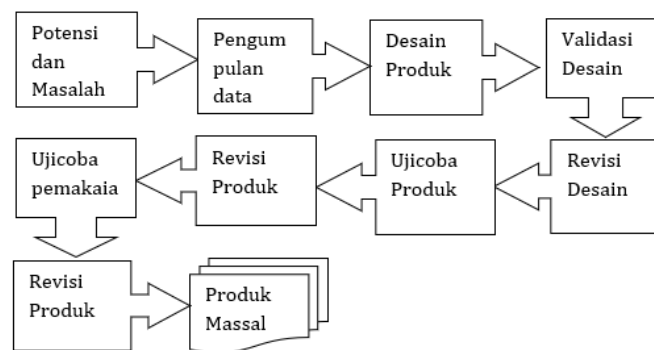 Potensi
dan
Masalah
Pengum
pulan
data
Desain
Produk
Validasi
Desain
Revisi
Desain
Ujicoba
Produk
Revisi
Produk
Ujicoba
pemakaia
Revisi
Produk
Produk
Massal